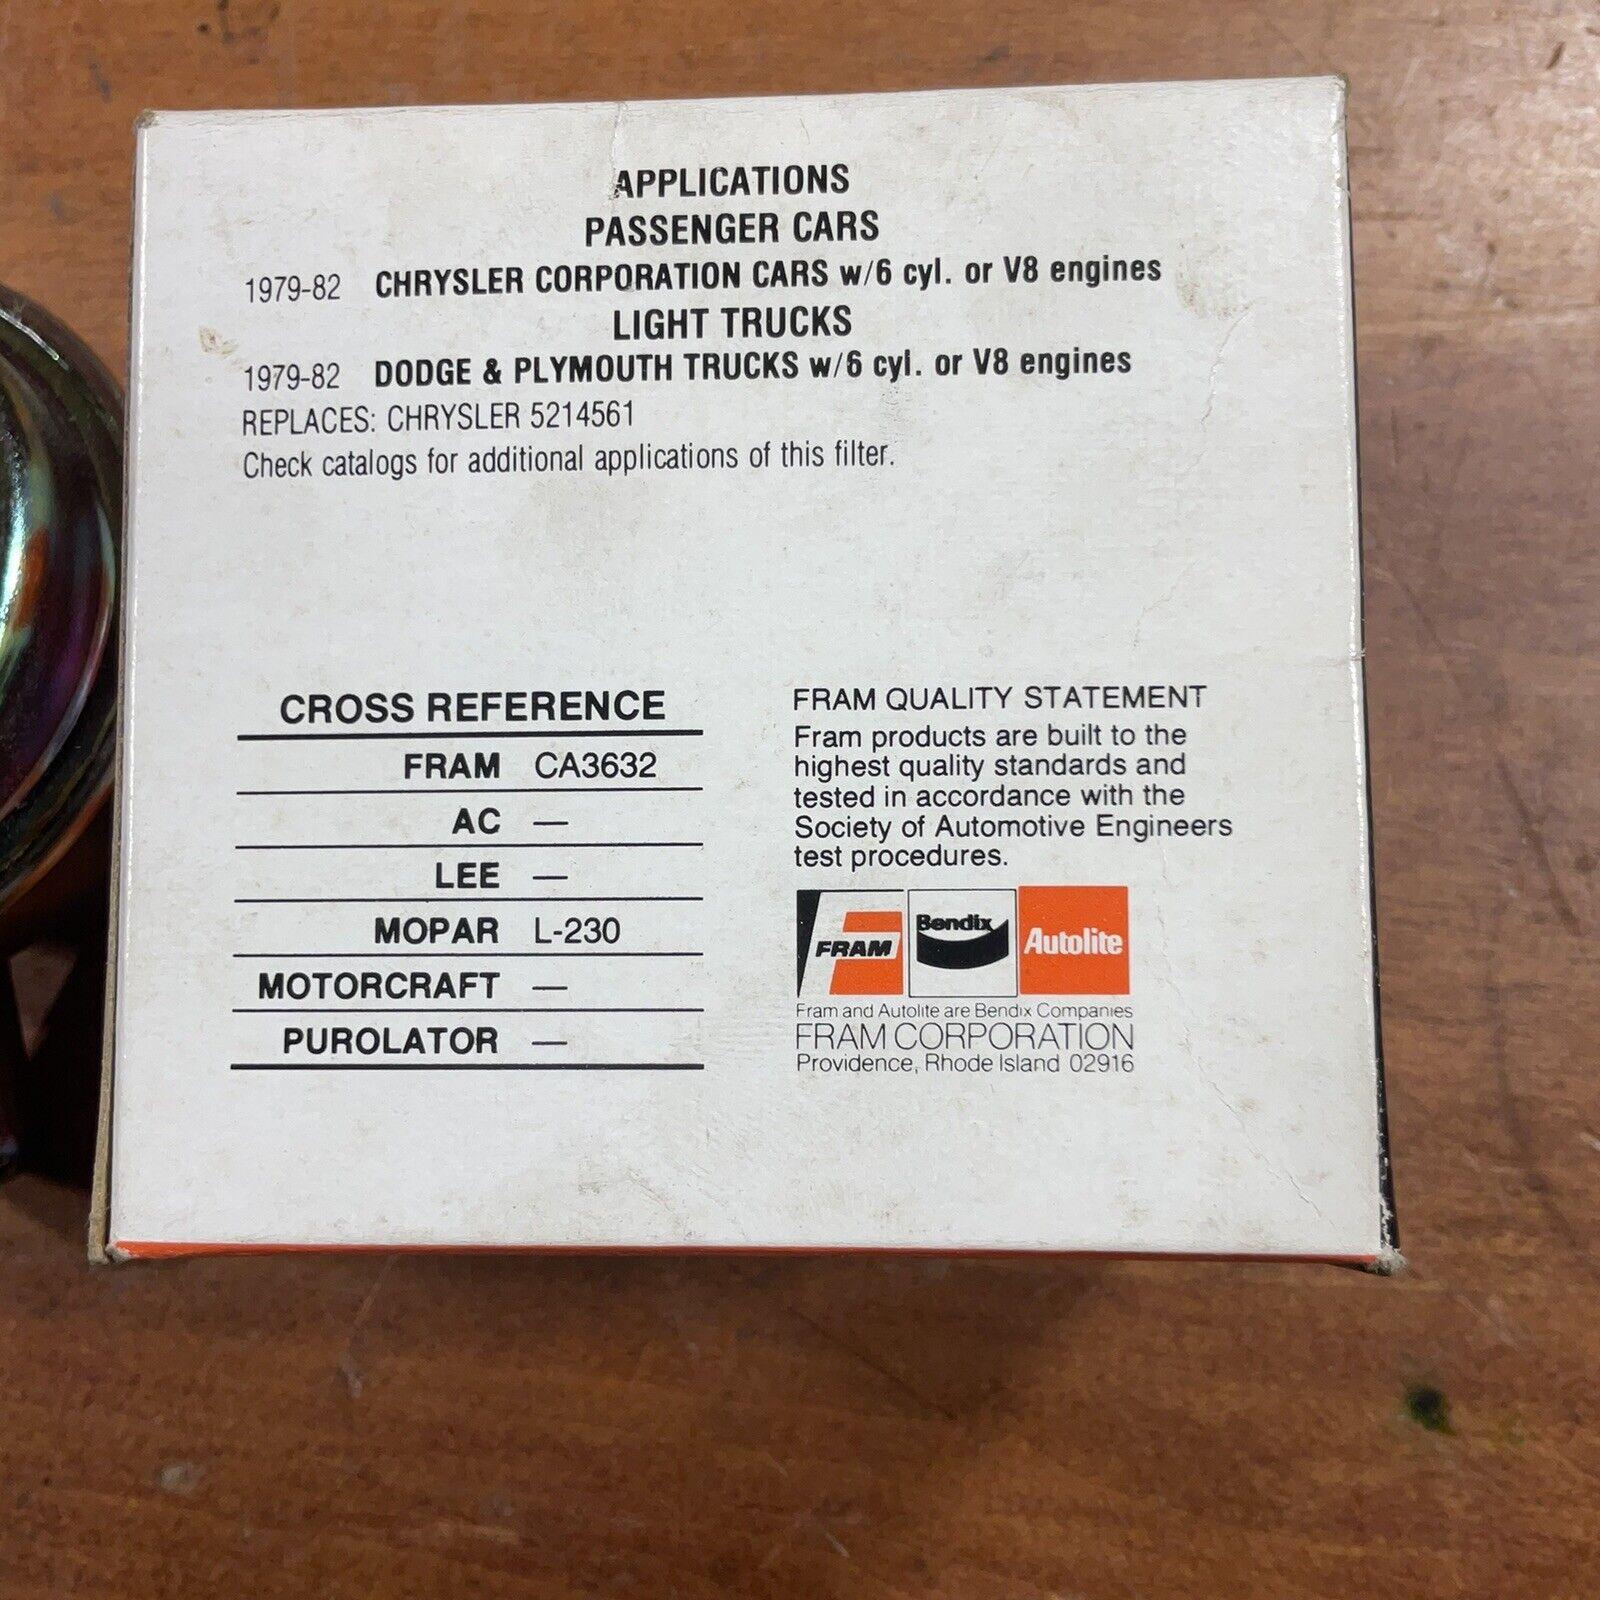 APPLICATIONS
PASSENGER CARS
1979-82 CHRYSLER CORPORATION CARS w/6 cyl. or V8 engines
LIGHT TRUCKS
1979-82 DODGE & PLYMOUTH TRUCKS w/6 cyl. or V8 engines
REPLACES: CHRYSLER 5214561
Check catalogs for additional applications of this filter.
CROSS REFERENCE
FRAM CA3632
AC —
LEE —
MOPAR L-230
MOTORCRAFT —
PUROLATOR —
FRAM QUALITY STATEMENT
Fram products are built to the
highest quality standards and
tested in accordance with the
Society of Automotive Engineers
test procedures.
FRAM Bendix Autolite
Fram and Autolite are Bendix Companies
FRAM CORPORATION
Providence, Rhode Island 02916